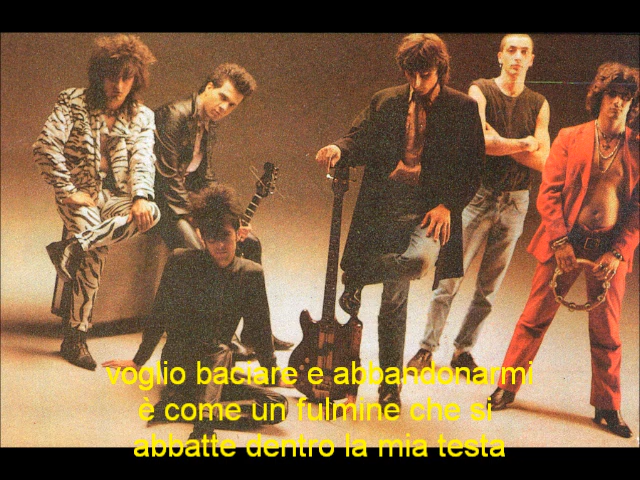 voglio baciare e abbandonarmi
è come un fulmine che si
abbatte dentro la mia testa